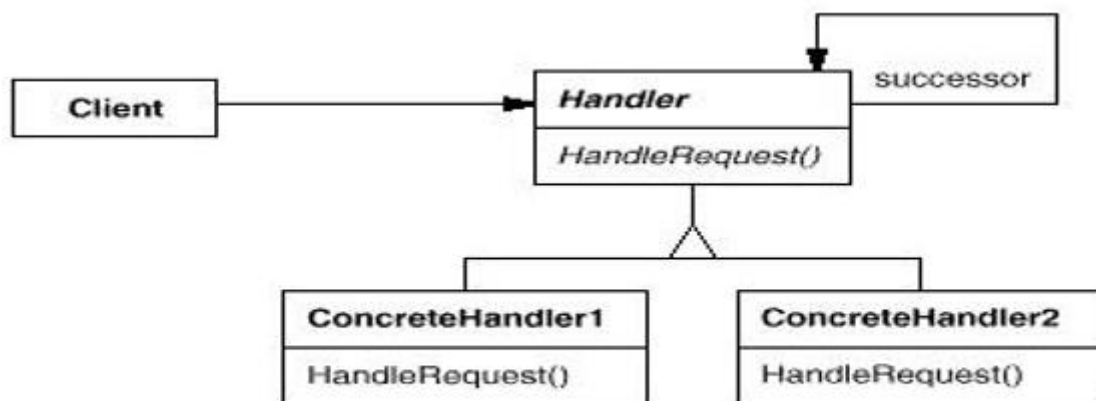 successor
Client
Handler
HandleRequest()
ConcreteHandler1
ConcreteHandler2
HandleRequest()
HandleRequest()